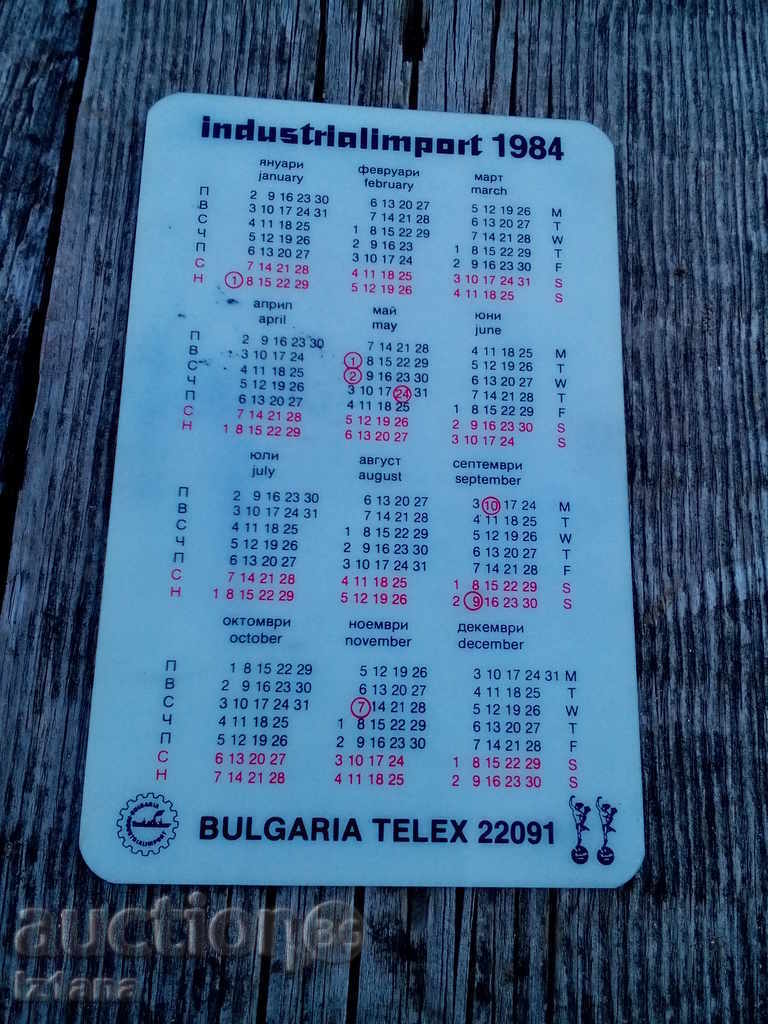 industrialimport 1984
януари февруари март
january february march
П 2 9 16 23 30 6 13 20 27 5 12 19 26 M
В 3 10 17 24 31 7 14 21 28 6 13 20 27 T
С 4 11 18 25 1 8 15 22 29 7 14 21 28 W
Ч 5 12 19 26 2 9 16 23 1 8 15 22 29 T
П 6 13 20 27 3 10 17 24 2 9 16 23 30 F
С 7 14 21 28 4 11 18 25 3 10 17 24 31 S
Н 1 8 15 22 29 5 12 19 26 4 11 18 25 S
април май юни
april may june
П 2 9 16 23 30 7 14 21 28 4 11 18 25 M
В 3 10 17 24 1 8 15 22 29 5 12 19 26 T
С 4 11 18 25 2 9 16 23 30 6 13 20 27 W
Ч 5 12 19 26 3 10 17 24 31 7 14 21 28 T
П 6 13 20 27 4 11 18 25 1 8 15 22 29 F
С 7 14 21 28 5 12 19 26 2 9 16 23 30 S
Н 1 8 15 22 29 6 13 20 27 3 10 17 24 S
юли август септември
july august september
П 2 9 16 23 30 6 13 20 27 3 10 17 24 M
В 3 10 17 24 31 7 14 21 28 4 11 18 25 T
С 4 11 18 25 1 8 15 22 29 5 12 19 26 W
Ч 5 12 19 26 2 9 16 23 30 6 13 20 27 T
П 6 13 20 27 3 10 17 24 31 7 14 21 28 F
С 7 14 21 28 4 11 18 25 1 8 15 22 29 S
Н 1 8 15 22 29 5 12 19 26 2 9 16 23 30 S
октомври ноември декември
october november december
П 1 8 15 22 29 5 12 19 26 3 10 17 24 31 M
В 2 9 16 23 30 6 13 20 27 4 11 18 25 T
С 3 10 17 24 31 7 14 21 28 5 12 19 26 W
Ч 4 11 18 25 1 8 15 22 29 6 13 20 27 T
П 5 12 19 26 2 9 16 23 30 7 14 21 28 F
С 6 13 20 27 3 10 17 24 1 8 15 22 29 S
Н 7 14 21 28 4 11 18 25 2 9 16 23 30 S
BULGARIA
INDUSTRIALIMPORT
BULGARIA TELEX 22091
auction BG
Iztana